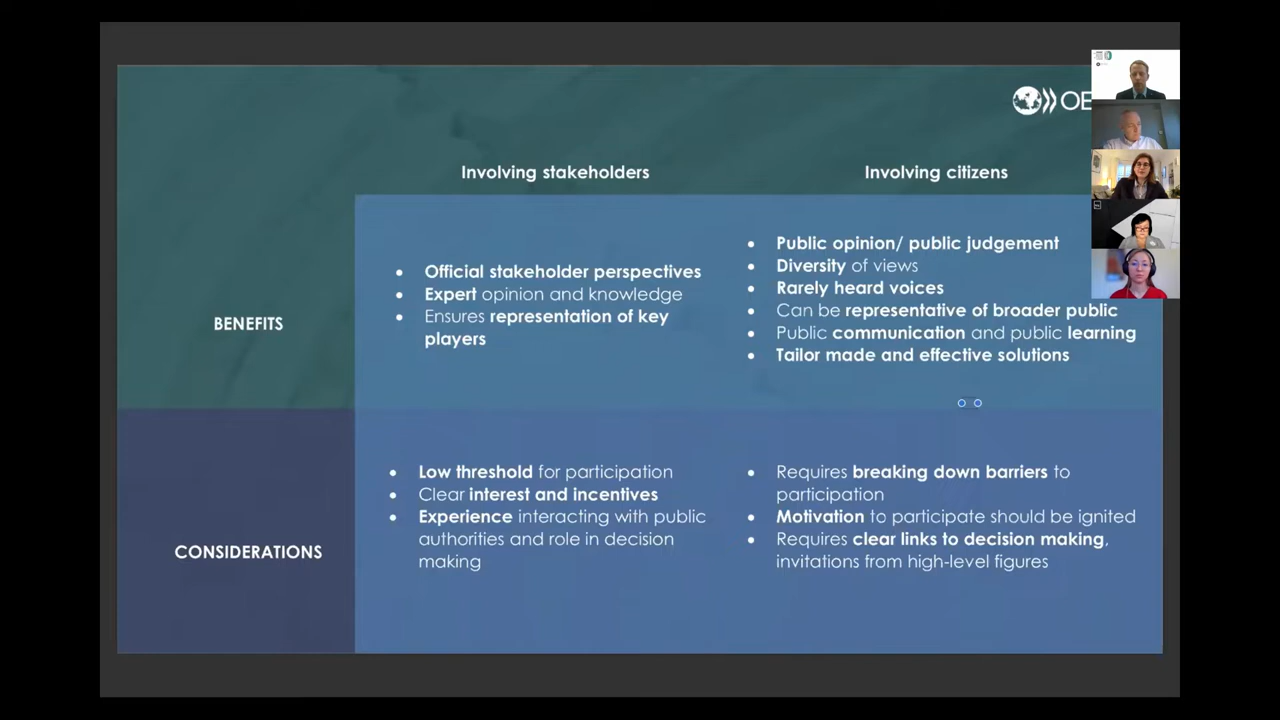 OE
Involving stakeholders
Involving citizens
BENEFITS
• Official stakeholder perspectives
• Expert opinion and knowledge
• Ensures representation of key
players
• Public opinion/ public judgement
• Diversity of views
• Rarely heard voices
• Can be representative of broader public
• Public communication and public learning
• Tailor made and effective solutions
CONSIDERATIONS
• Low threshold for participation
• Clear interest and incentives
• Experience interacting with public
authorities and role in decision
making
• Requires breaking down barriers to
participation
• Motivation to participate should be ignited
• Requires clear links to decision making,
invitations from high-level figures